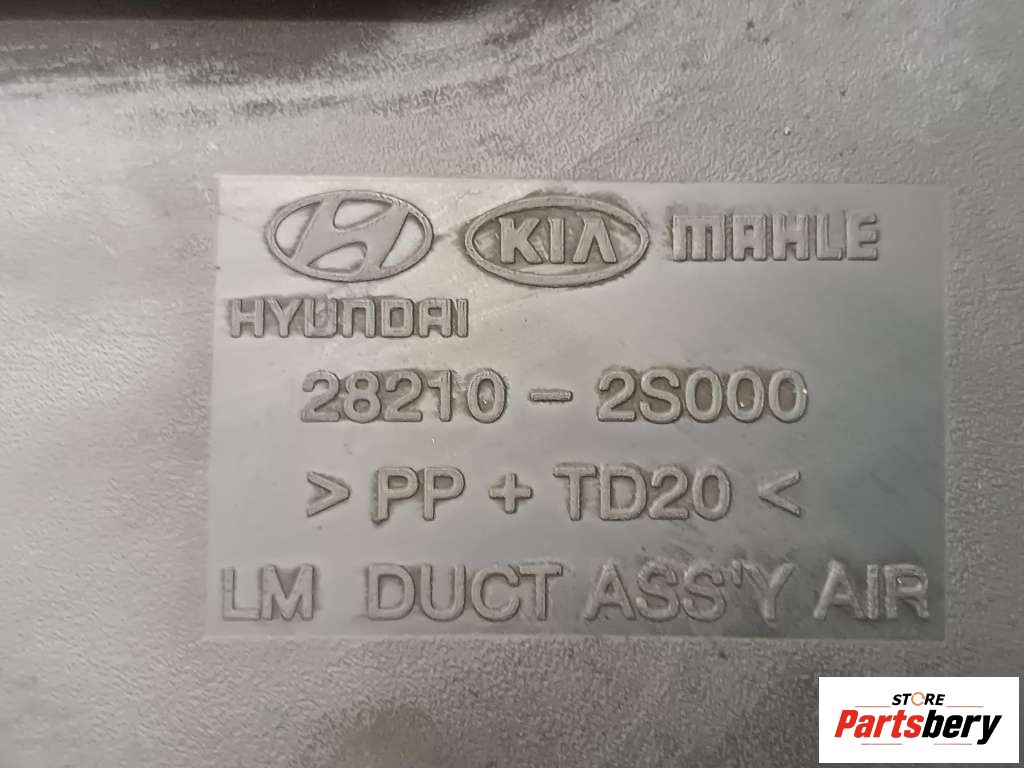 KIA MAHLE
HYUNDAI
28210-2S000
>PP+TD20<
LM DUCT ASS'Y AIR
STORE
Partsbery